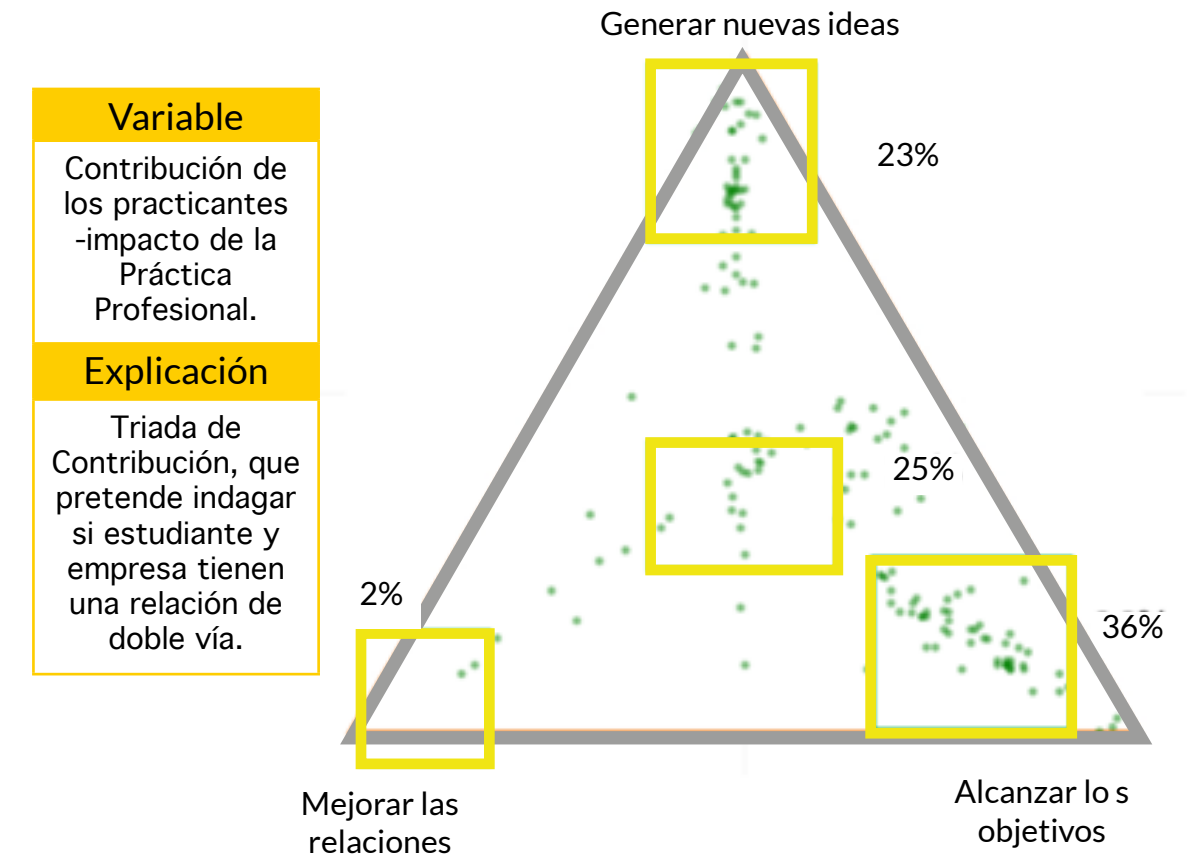 Generar nuevas ideas
Variable
Contribución de
los practicantes
-impacto de la
Práctica
Profesional.
Explicación
Triada de
Contribución, que
pretende indagar
si estudiante y
empresa tienen
una relación de
doble vía.
23%
25%
2%
36%
Mejorar las
relaciones
Alcanzar lo s
objetivos